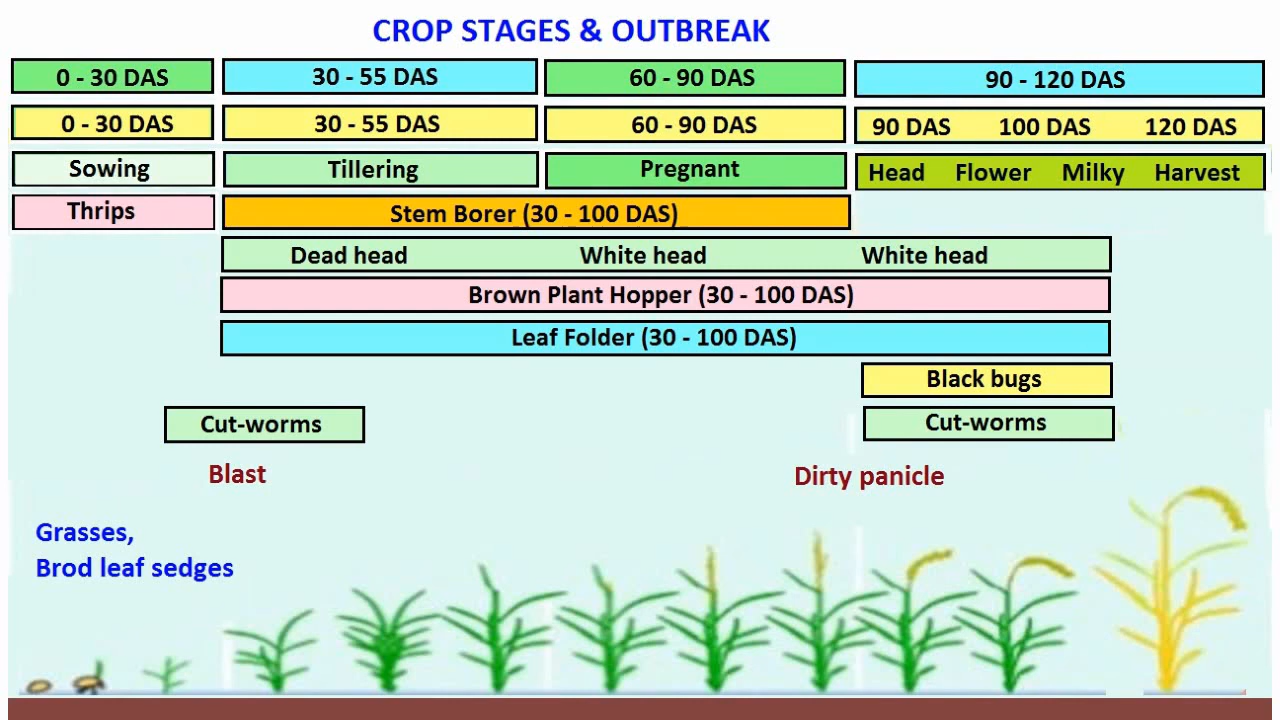 CROP STAGES & OUTBREAK
0 - 30 DAS 30 - 55 DAS 60 - 90 DAS 90 - 120 DAS
0 - 30 DAS 30 - 55 DAS 60 - 90 DAS 90 DAS 100 DAS 120 DAS
Sowing Tillering Pregnant Head Flower Milky Harvest
Thrips Stem Borer (30 - 100 DAS)
Dead head White head White head
Brown Plant Hopper (30 - 100 DAS)
Leaf Folder (30 - 100 DAS)
Black bugs
Cut-worms Cut-worms
Blast Dirty panicle
Grasses,
Brod leaf sedges